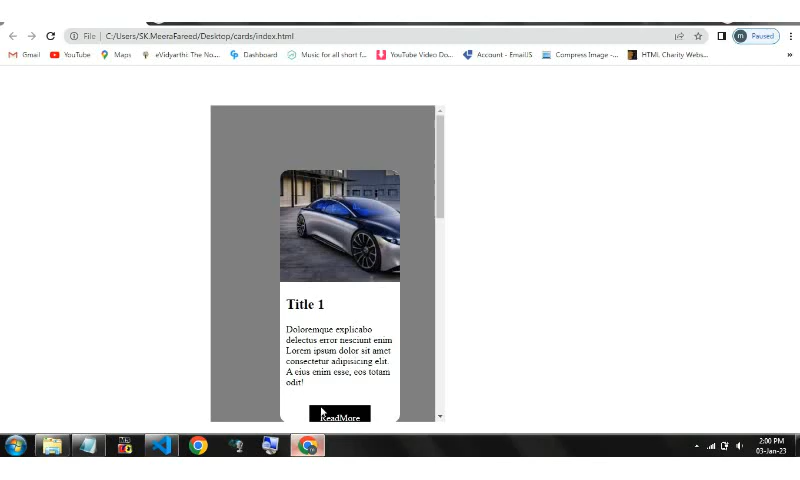 File
C:/Users/SK.MeeraFareed/Desktop/cards/index.html
m
Paused
Gmail
YouTube
Maps
eVidyarthi: The No...
Dashboard
Music for all short f...
YouTube Video Do...
Account - EmailJS
Compress Image -...
HTML Charity Webs...
»
Title 1
Doloremque explicabo
delectus error nesciunt enim
Lorem ipsum dolor sit amet
consectetur adipisicing elit.
A eius enim esse, eos totam
odit!
ReadMore
2:00 PM
03-Jan-23